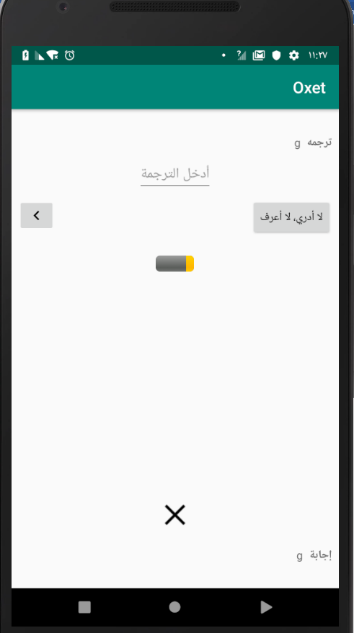 ١١:٢٧
Oxet
ترجمه g
أدخل الترجمة
لا أدري، لا أعرف
إجابة g